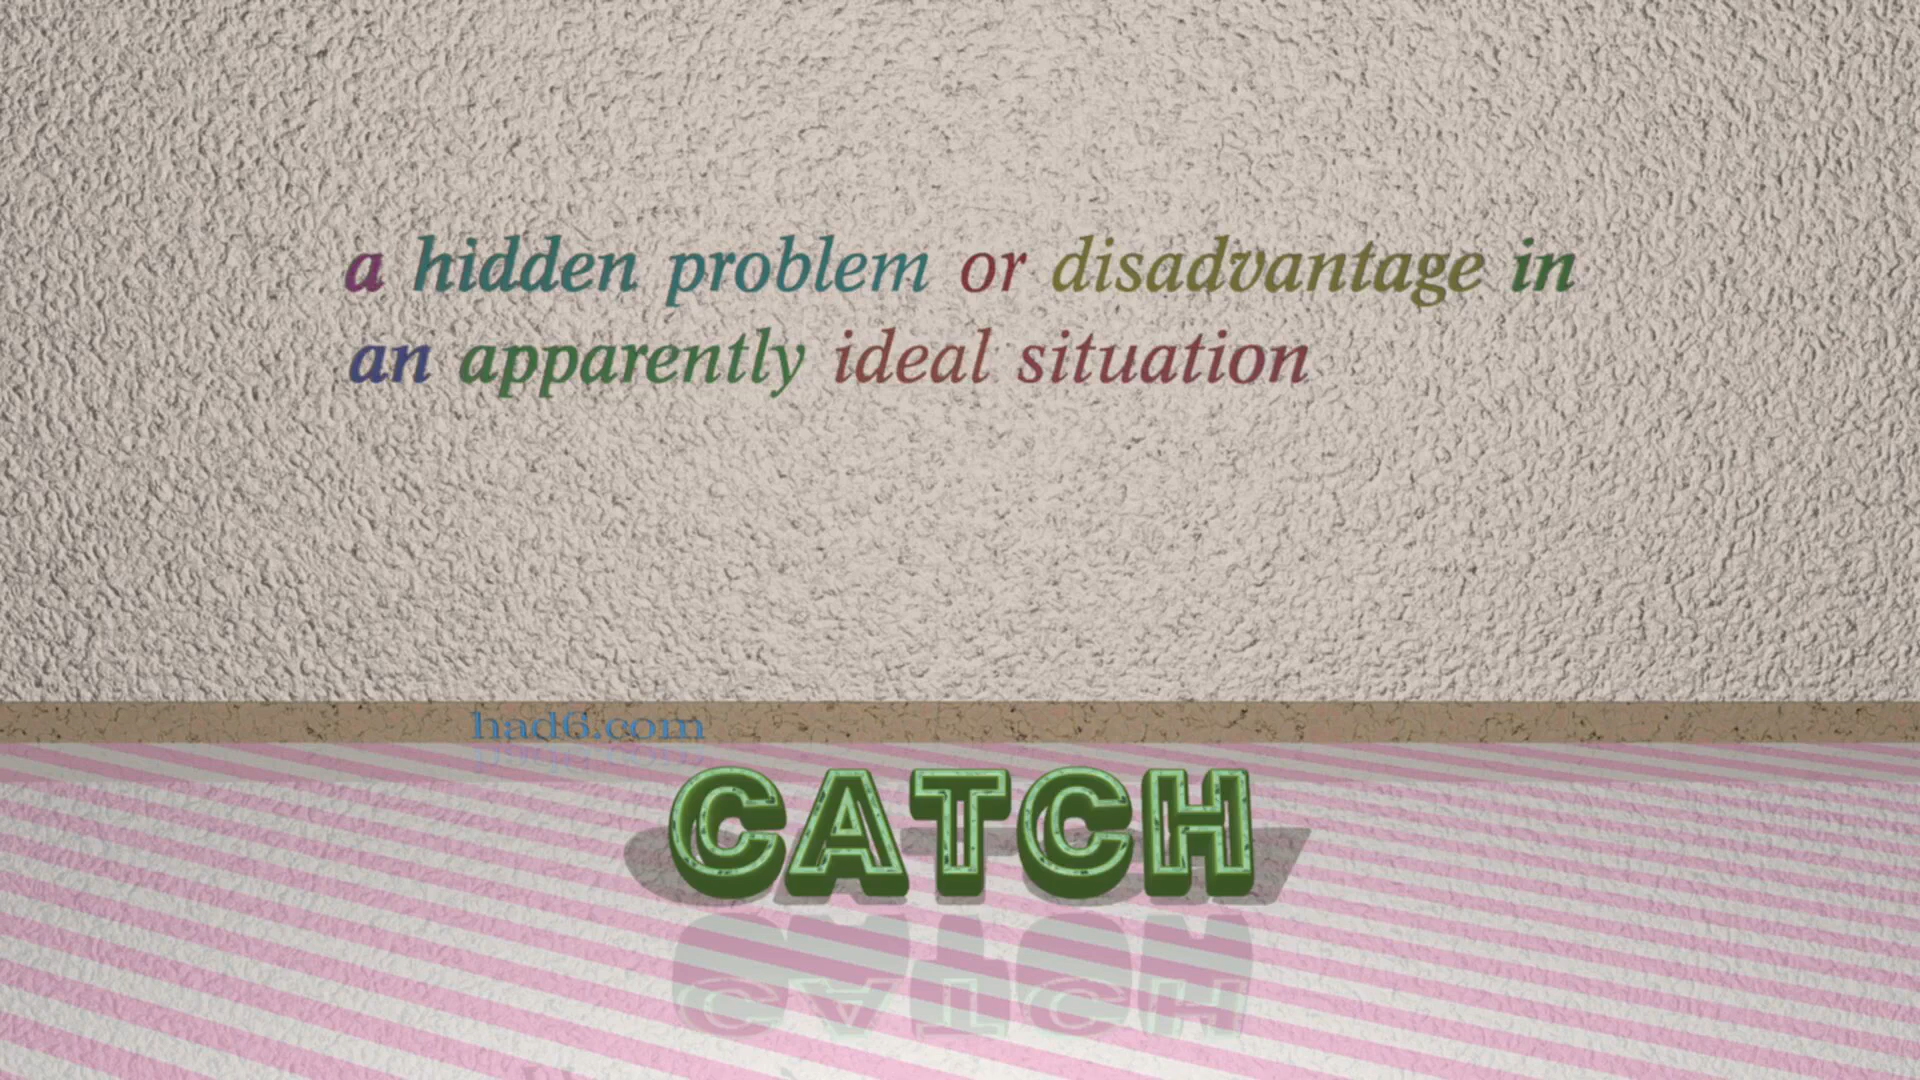 a hidden problem or disadvantage in
an apparently ideal situation
had6.com
CATCH